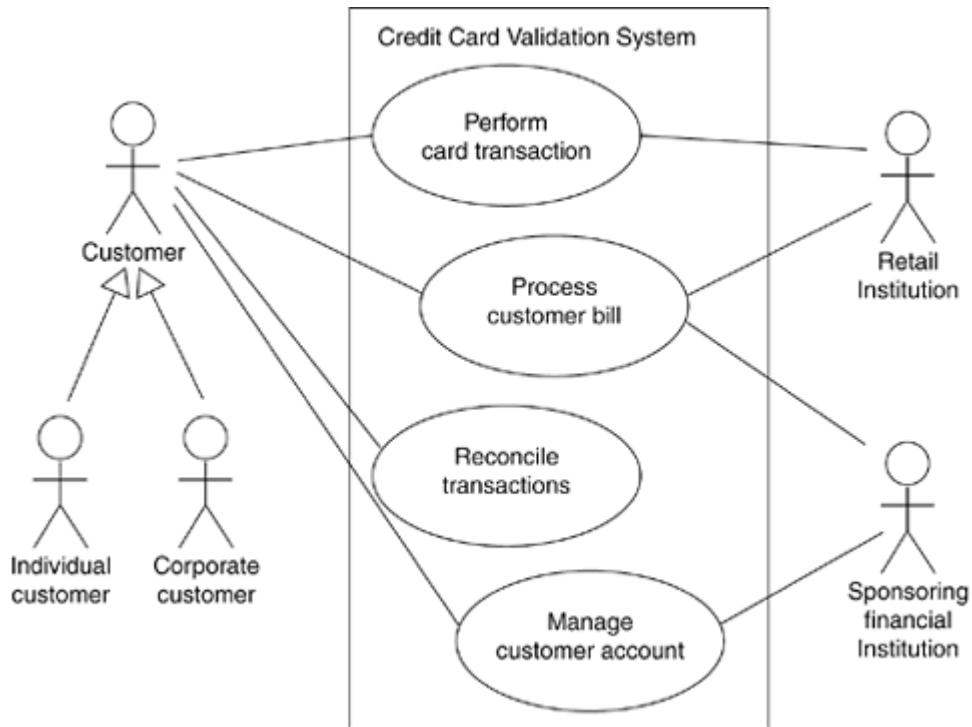 Credit Card Validation System
Perform
card transaction
Customer
Retail
Institution
Process
customer bill
Reconcile
transactions
Individual
customer
Corporate
customer
Sponsoring
financial
Institution
Manage
customer account